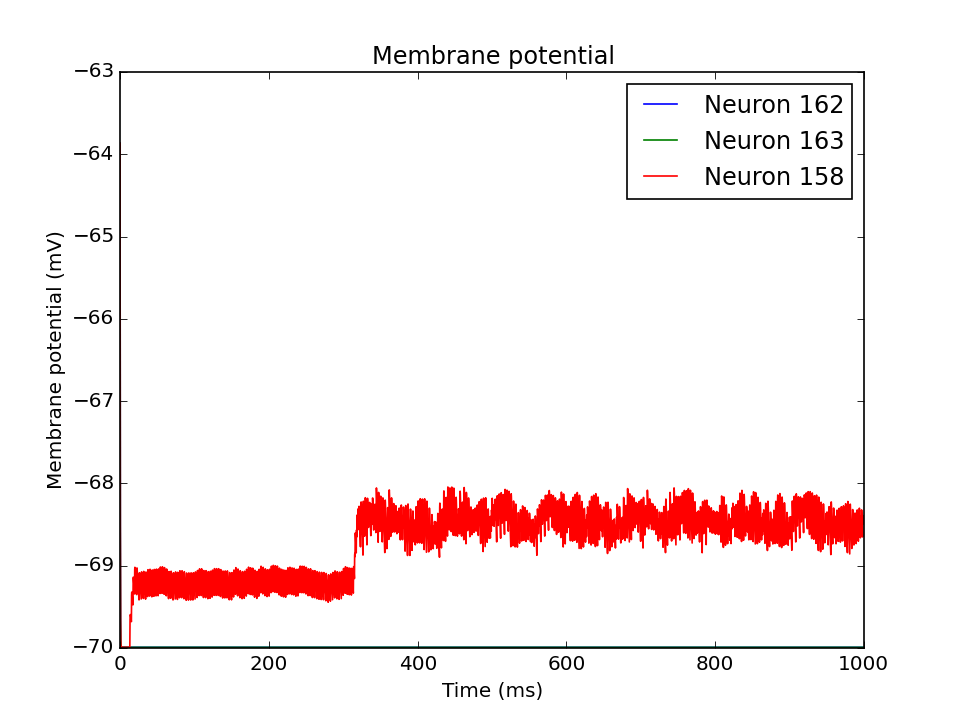 Membrane potential
−63
−64
−65
−66
−67
−68
−69
−70
Membrane potential (mV)
Neuron 162
Neuron 163
Neuron 158
0
200
400
600
800
1000
Time (ms)